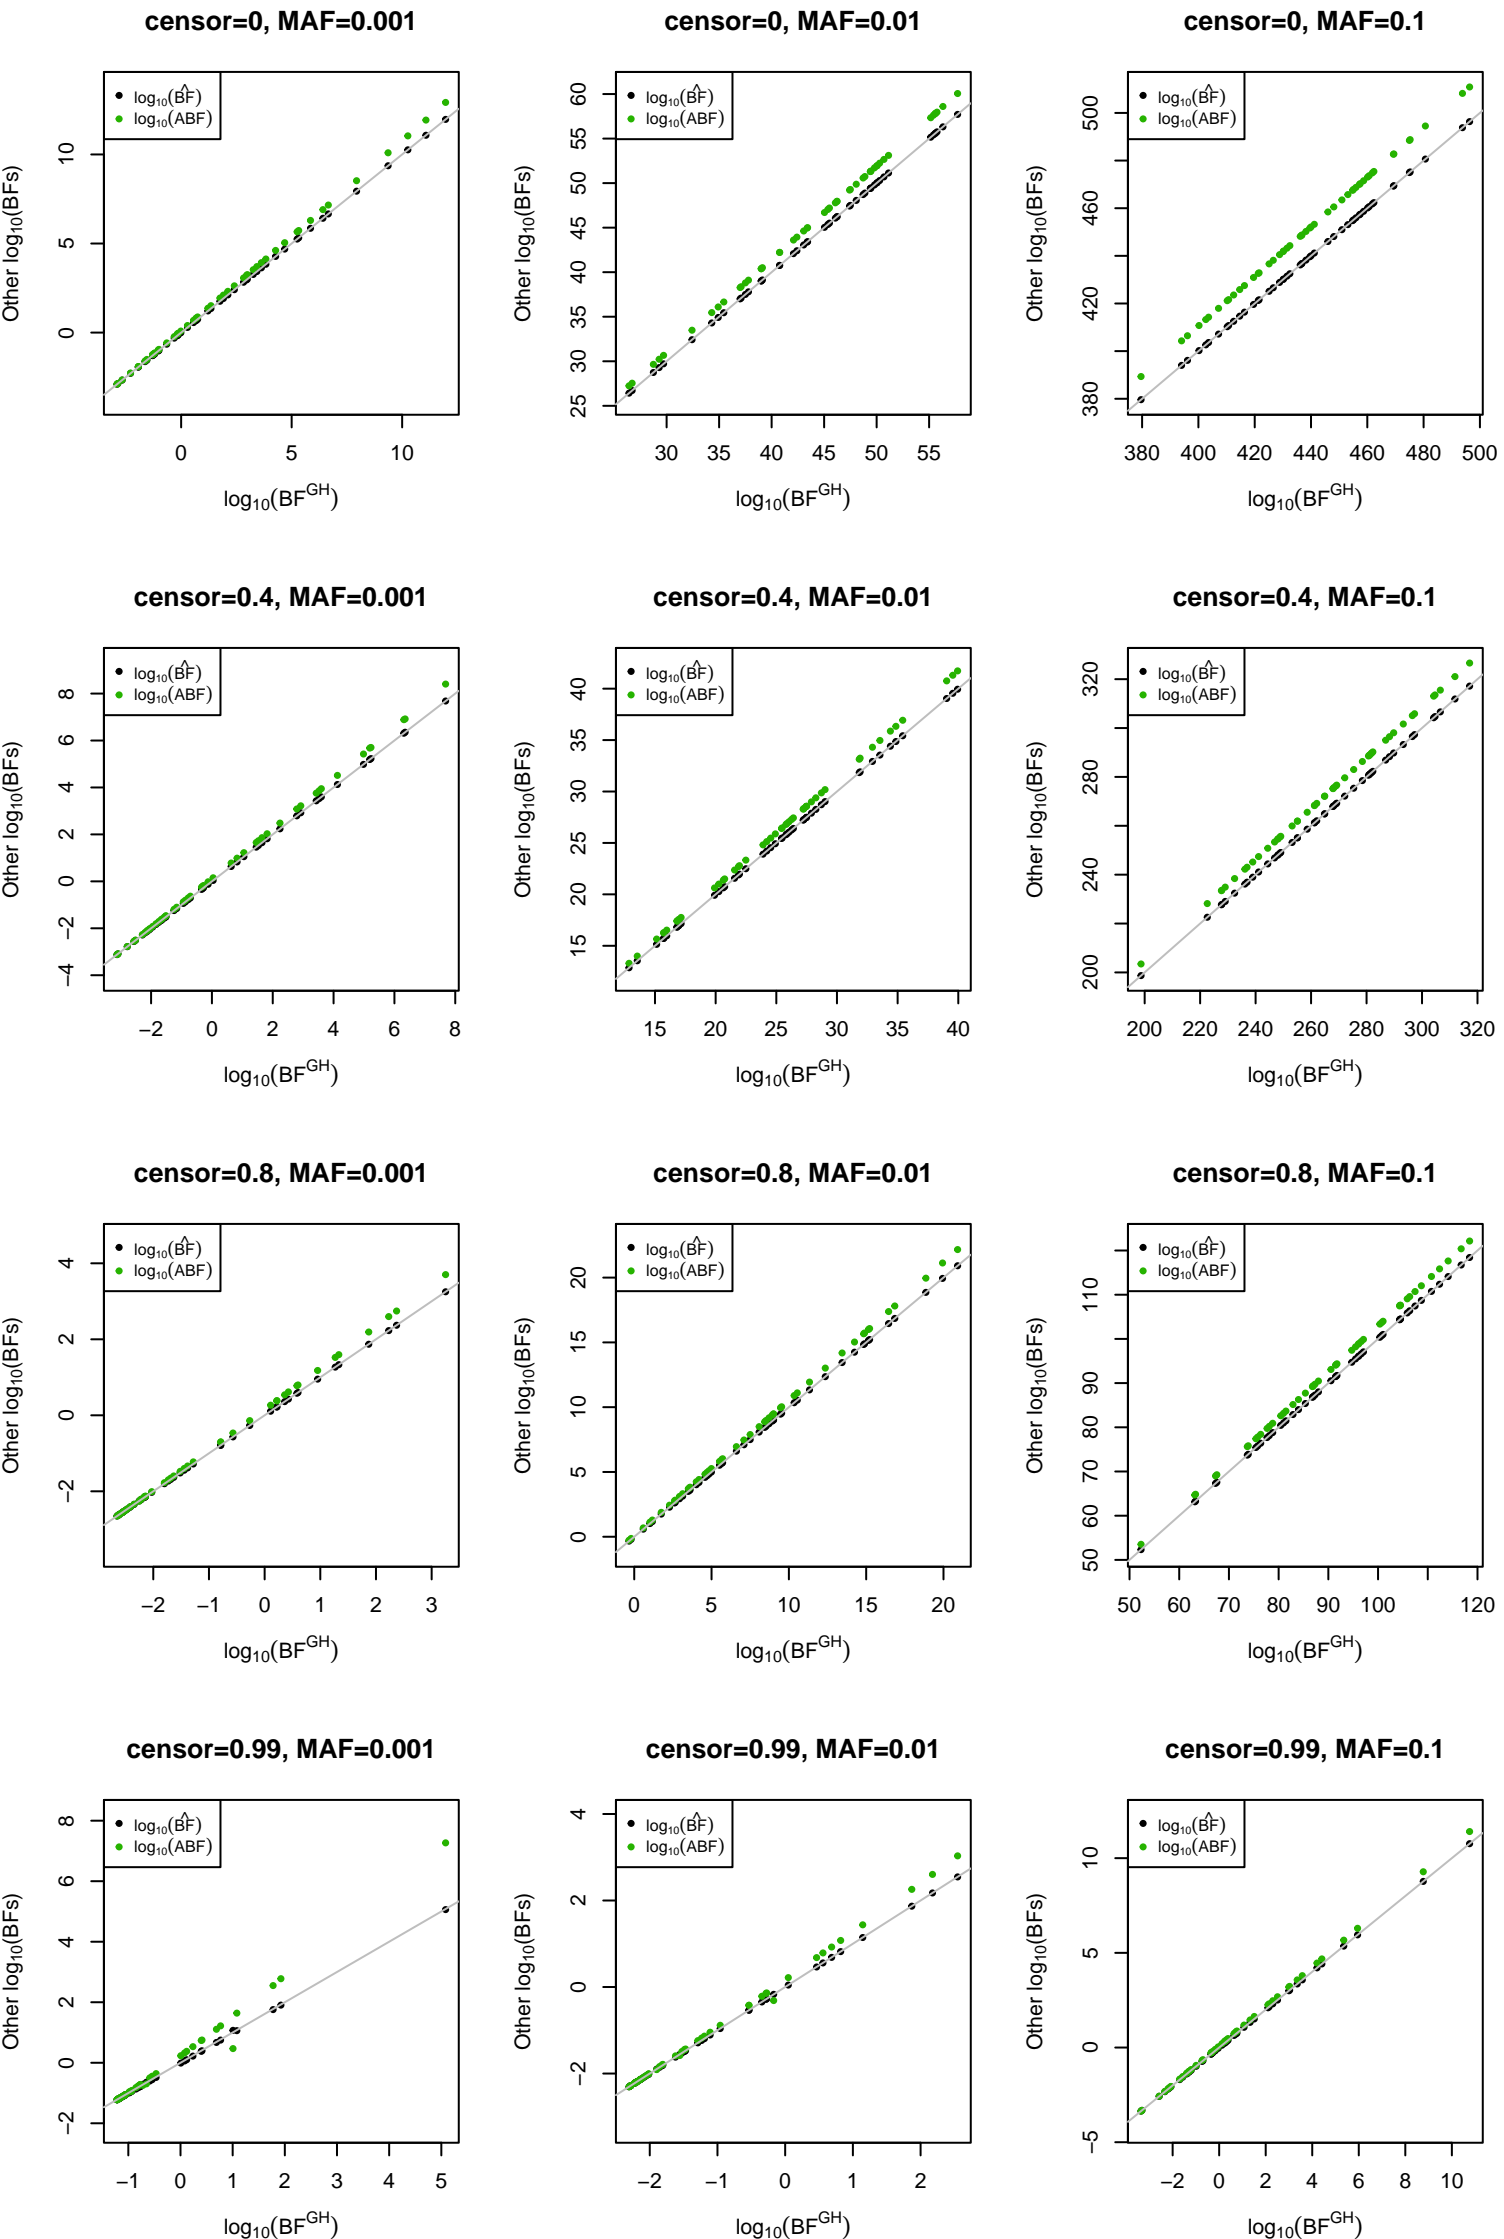 censor=0, MAF=0.001
log₁₀(B̂F)
log₁₀(ABF)
Other log₁₀(BFs)
0 5 10
0 5 10
log₁₀(BF^GH)
censor=0, MAF=0.01
log₁₀(B̂F)
log₁₀(ABF)
Other log₁₀(BFs)
25 30 35 40 45 50 55 60
30 35 40 45 50 55
log₁₀(BF^GH)
censor=0, MAF=0.1
log₁₀(B̂F)
log₁₀(ABF)
Other log₁₀(BFs)
380 420 460 500
380 400 420 440 460 480 500
log₁₀(BF^GH)
censor=0.4, MAF=0.001
log₁₀(B̂F)
log₁₀(ABF)
Other log₁₀(BFs)
−4 −2 0 2 4 6 8
−2 0 2 4 6 8
log₁₀(BF^GH)
censor=0.4, MAF=0.01
log₁₀(B̂F)
log₁₀(ABF)
Other log₁₀(BFs)
15 20 25 30 35 40
15 20 25 30 35 40
log₁₀(BF^GH)
censor=0.4, MAF=0.1
log₁₀(B̂F)
log₁₀(ABF)
Other log₁₀(BFs)
200 240 280 320
200 220 240 260 280 300 320
log₁₀(BF^GH)
censor=0.8, MAF=0.001
log₁₀(B̂F)
log₁₀(ABF)
Other log₁₀(BFs)
−2 0 2 4
−2 −1 0 1 2 3
log₁₀(BF^GH)
censor=0.8, MAF=0.01
log₁₀(B̂F)
log₁₀(ABF)
Other log₁₀(BFs)
0 5 10 15 20
0 5 10 15 20
log₁₀(BF^GH)
censor=0.8, MAF=0.1
log₁₀(B̂F)
log₁₀(ABF)
Other log₁₀(BFs)
50 60 70 80 90 110
50 60 70 80 90 100 120
log₁₀(BF^GH)
censor=0.99, MAF=0.001
log₁₀(B̂F)
log₁₀(ABF)
Other log₁₀(BFs)
−2 0 2 4 6 8
−1 0 1 2 3 4 5
log₁₀(BF^GH)
censor=0.99, MAF=0.01
log₁₀(B̂F)
log₁₀(ABF)
Other log₁₀(BFs)
−2 0 2 4
−2 −1 0 1 2
log₁₀(BF^GH)
censor=0.99, MAF=0.1
log₁₀(B̂F)
log₁₀(ABF)
Other log₁₀(BFs)
−5 0 5 10
−2 0 2 4 6 8 10
log₁₀(BF^GH)